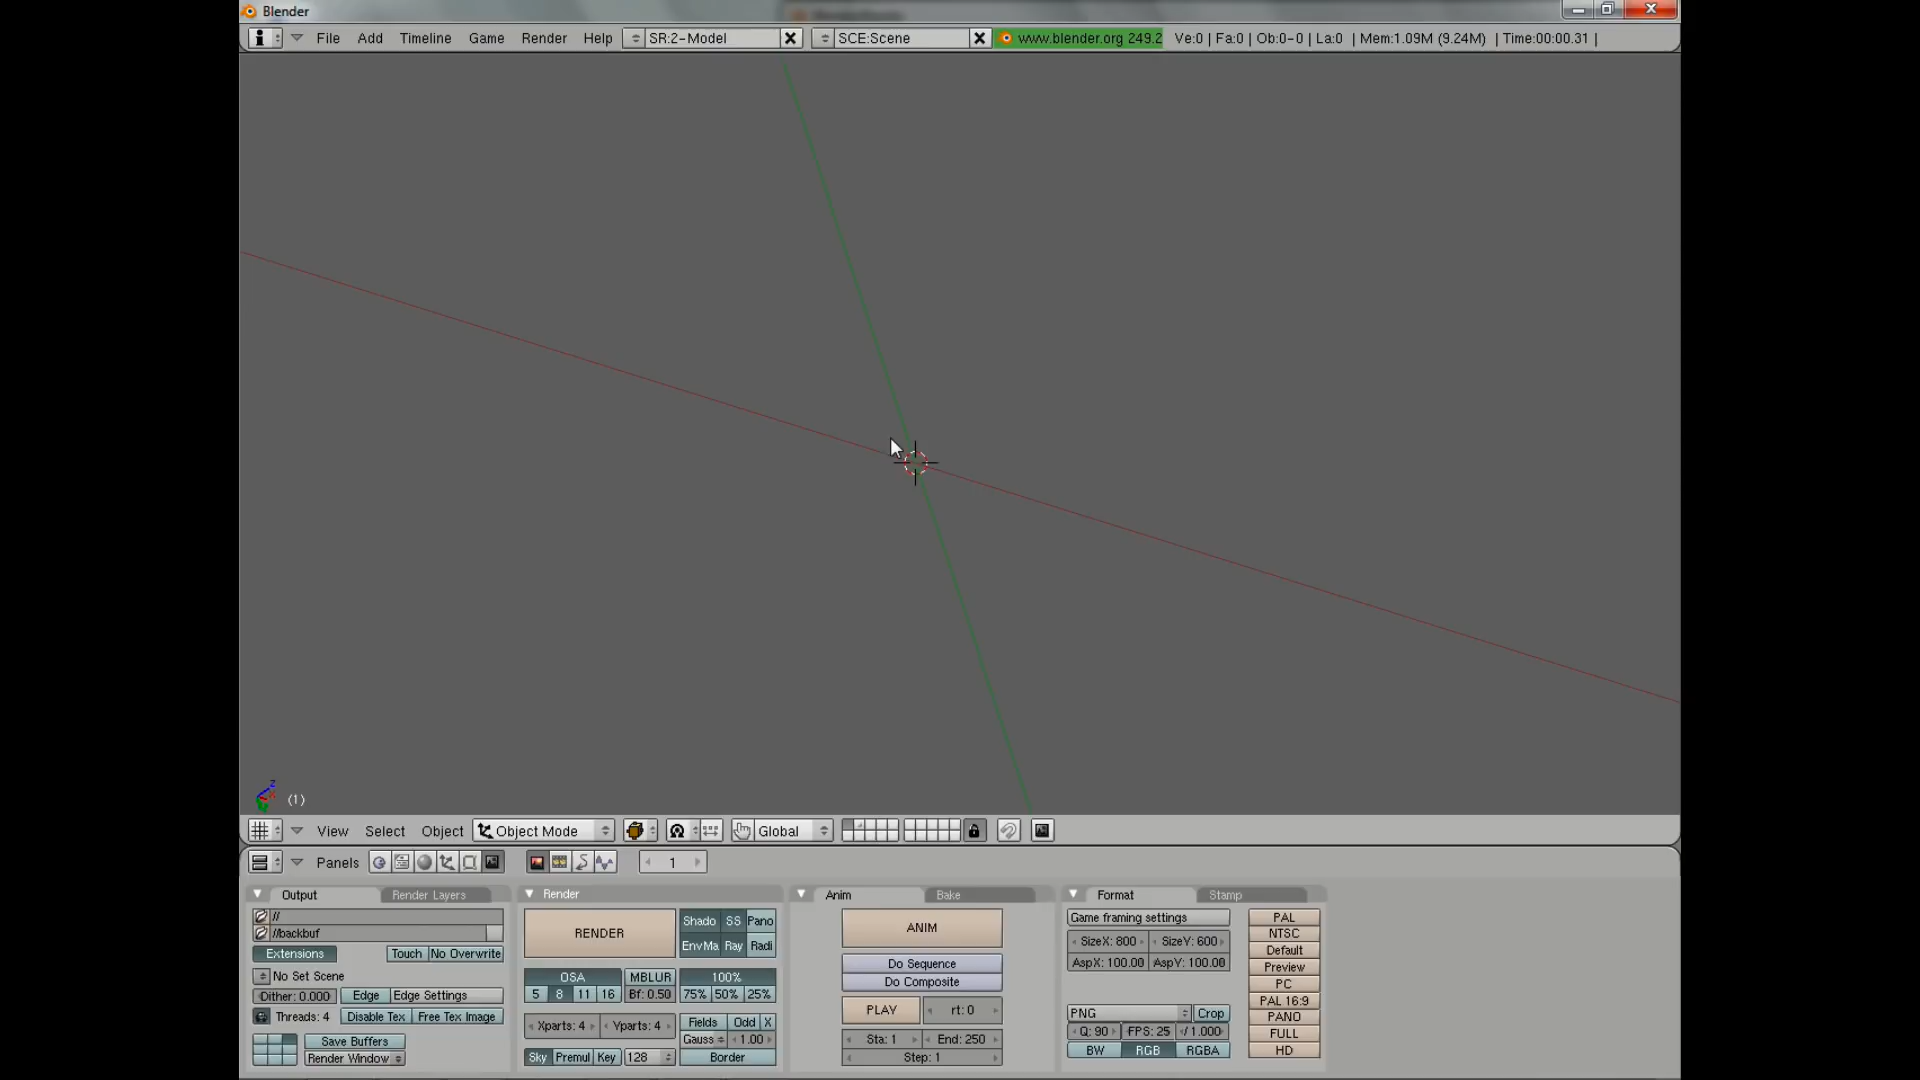 Blender
File Add Timeline Game Render Help SR:2-Model SCE:Scene www.blender.org 249.2 Ve:0 | Fa:0 | Ob:0-0 | La:0 | Mem:1.09M (9.24M) | Time:00:00.31 |
z
(1)
View Select Object Object Mode Global
Panels 1
Output Render Layers Render Anim Bake Format Stamp
//
//backbuf
Extensions Touch No Overwrite
No Set Scene
Dither: 0.000 Edge Edge Settings
Threads: 4 Disable Tex Free Tex Image
Save Buffers
Render Window
RENDER
Shado SS Pano
EnvMa Ray Radi
OSA MBLUR 100%
5 8 11 16 Bf: 0.50 75% 50% 25%
Xparts: 4 Yparts: 4 Fields Odd X
Gauss 1.00
Sky Premul Key 128 Border
ANIM
Do Sequence
Do Composite
PLAY rt: 0
Sta: 1 End: 250
Step: 1
Game framing settings
SizeX: 800 SizeY: 600
AspX: 100.00 AspY: 100.00
PNG Crop
Q: 90 FPS: 25 / 1.000
BW RGB RGBA
PAL
NTSC
Default
Preview
PC
PAL 16:9
PANO
FULL
HD